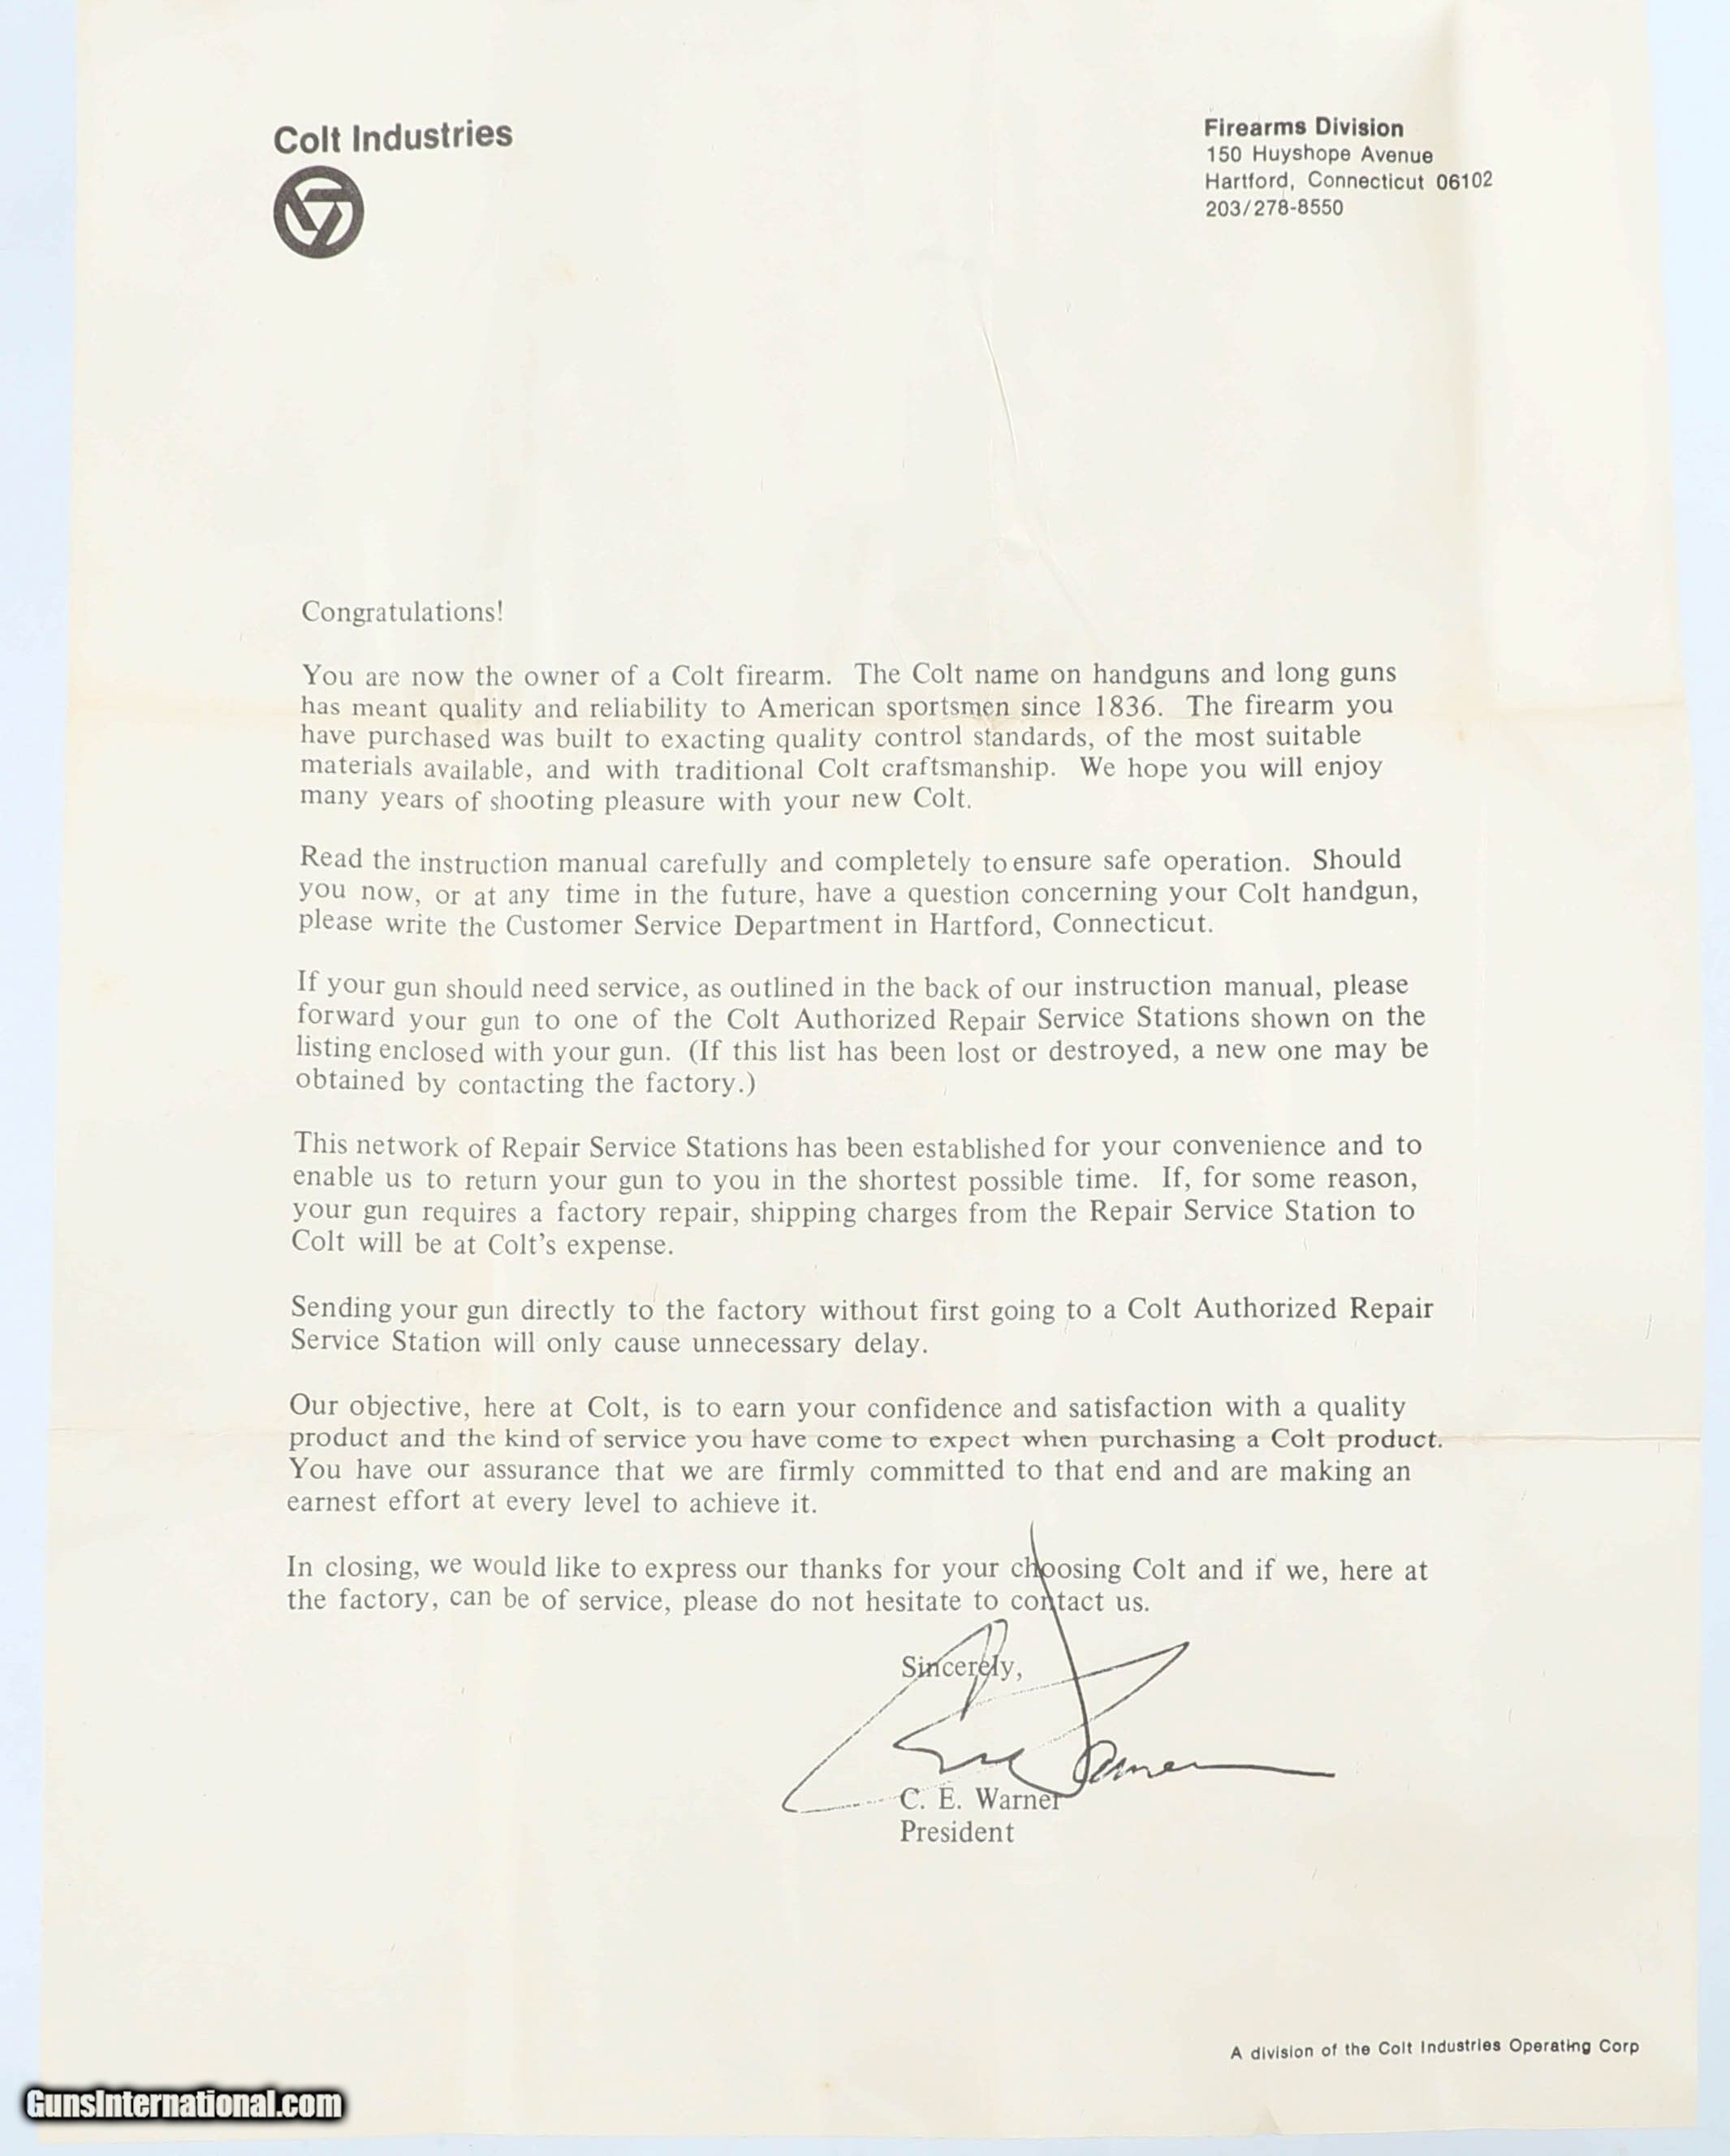 Colt Industries
Firearms Division
150 Huyshope Avenue
Hartford, Connecticut 06102
203/278-8550
Congratulations!
You are now the owner of a Colt firearm. The Colt name on handguns and long guns
has meant quality and reliability to American sportsmen since 1836. The firearm you
have purchased was built to exacting quality control standards, of the most suitable
materials available, and with traditional Colt craftsmanship. We hope you will enjoy
many years of shooting pleasure with your new Colt.
Read the instruction manual carefully and completely to ensure safe operation. Should
you now, or at any time in the future, have a question concerning your Colt handgun,
please write the Customer Service Department in Hartford, Connecticut.
If your gun should need service, as outlined in the back of our instruction manual, please
forward your gun to one of the Colt Authorized Repair Service Stations shown on the
listing enclosed with your gun. (If this list has been lost or destroyed, a new one may be
obtained by contacting the factory.)
This network of Repair Service Stations has been established for your convenience and to
enable us to return your gun to you in the shortest possible time. If, for some reason,
your gun requires a factory repair, shipping charges from the Repair Service Station to
Colt will be at Colt's expense.
Sending your gun directly to the factory without first going to a Colt Authorized Repair
Service Station will only cause unnecessary delay.
Our objective, here at Colt, is to earn your confidence and satisfaction with a quality
product and the kind of service you have come to expect when purchasing a Colt product.
You have our assurance that we are firmly committed to that end and are making an
earnest effort at every level to achieve it.
In closing, we would like to express our thanks for your choosing Colt and if we, here at
the factory, can be of service, please do not hesitate to contact us.
Sincerely,
C. E. Warner
President
A division of the Colt Industries Operating Corp
GunsInternational.com